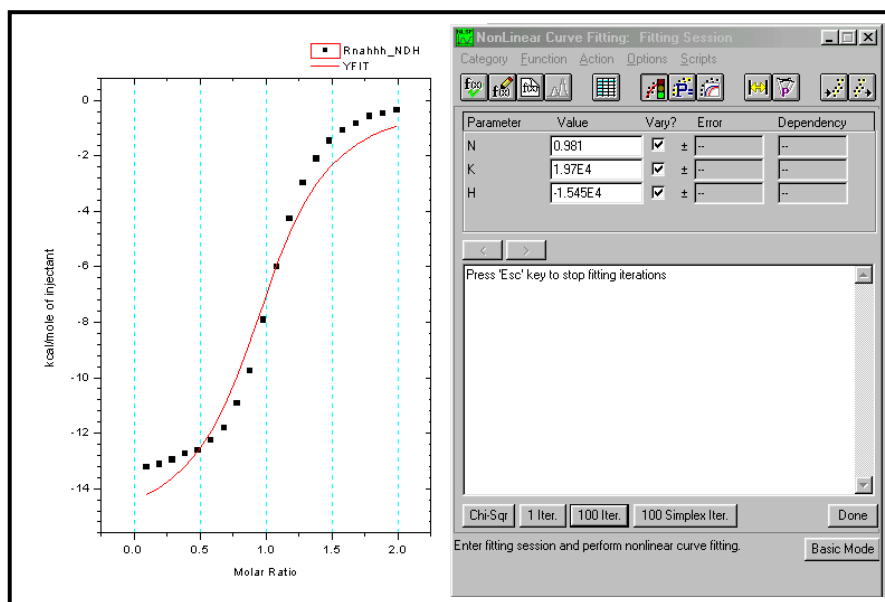 Rnahhh_NDH
YFIT
0
-2
-4
-6
-8
-10
-12
-14
kcal/mole of injectant
0.0 0.5 1.0 1.5 2.0
Molar Ratio
NLSF
NonLinear Curve Fitting: Fitting Session
Category Function Action Options Scripts
Parameter Value Vary? Error Dependency
N 0.981 ± -- --
K 1.97E4 ± -- --
H -1.545E4 ± -- --
< >
Press 'Esc' key to stop fitting iterations
Chi-Sqr 1 Iter. 100 Iter. 100 Simplex Iter. Done
Enter fitting session and perform nonlinear curve fitting. Basic Mode